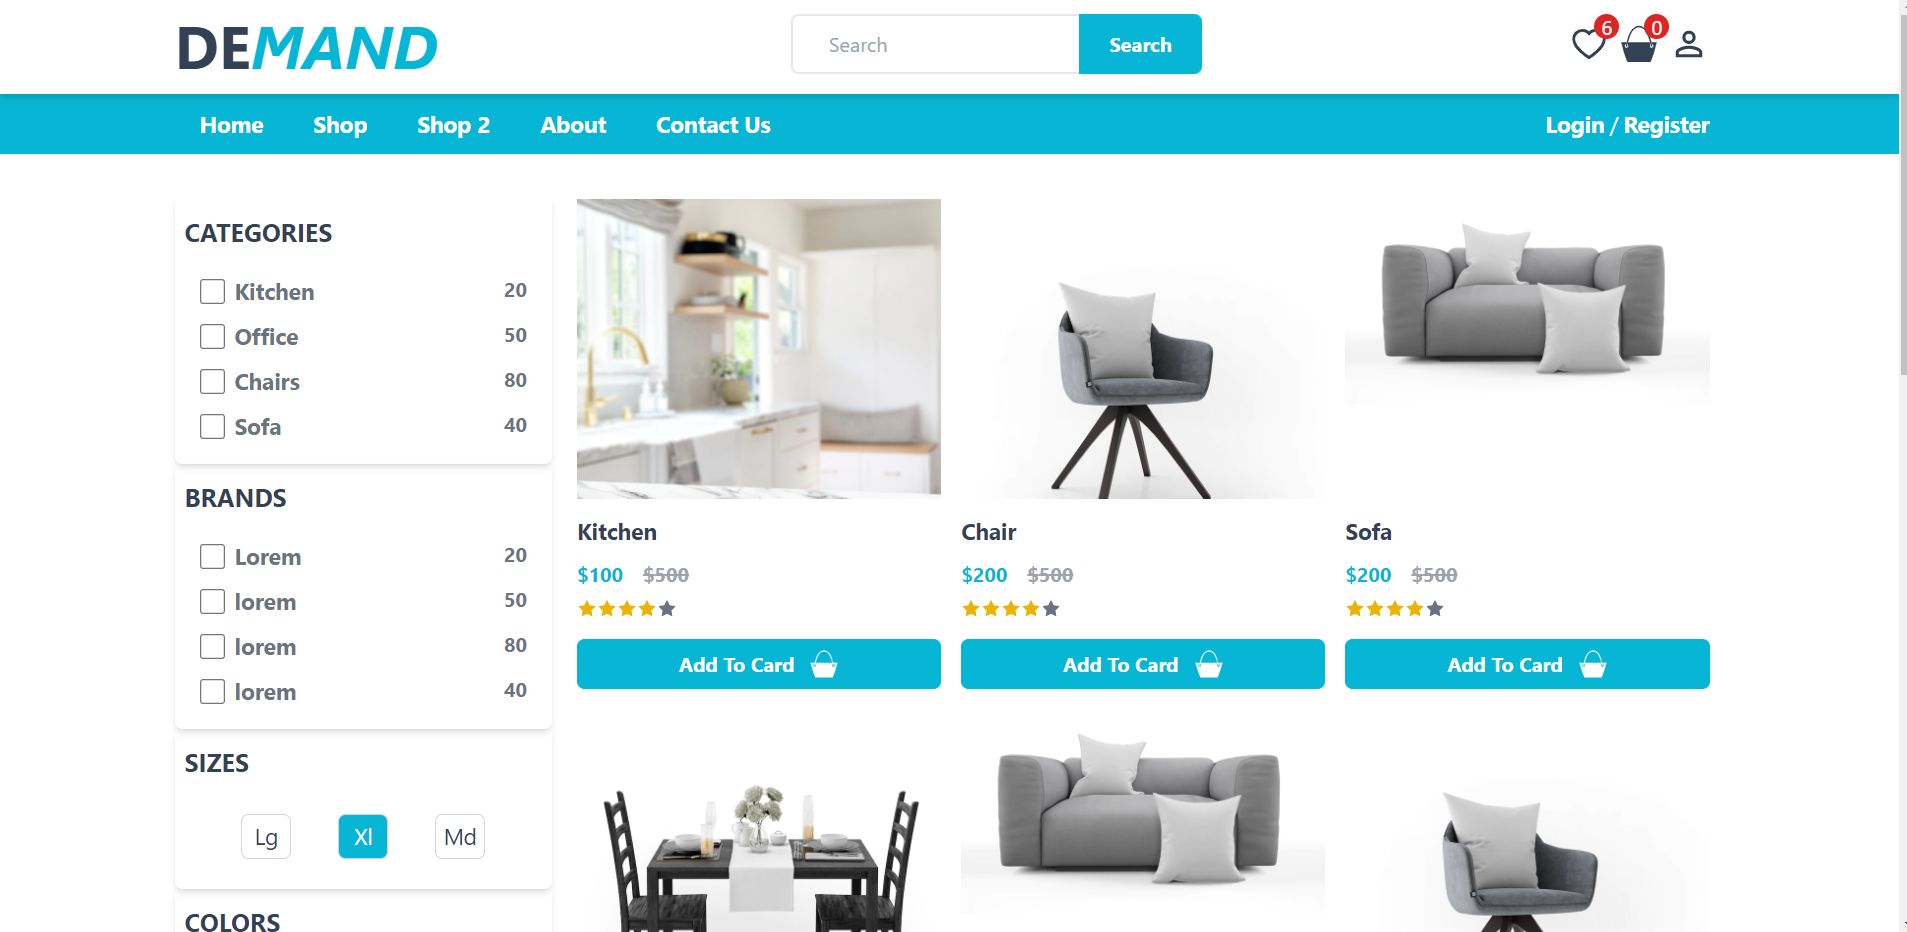 DEMAND
Search
Search
6
0
Home
Shop
Shop 2
About
Contact Us
Login / Register
CATEGORIES
Kitchen 20
Office 50
Chairs 80
Sofa 40
BRANDS
Lorem 20
lorem 50
lorem 80
lorem 40
SIZES
Lg
Xl
Md
COLORS
Kitchen
$100 $500
Add To Card
Chair
$200 $500
Add To Card
Sofa
$200 $500
Add To Card